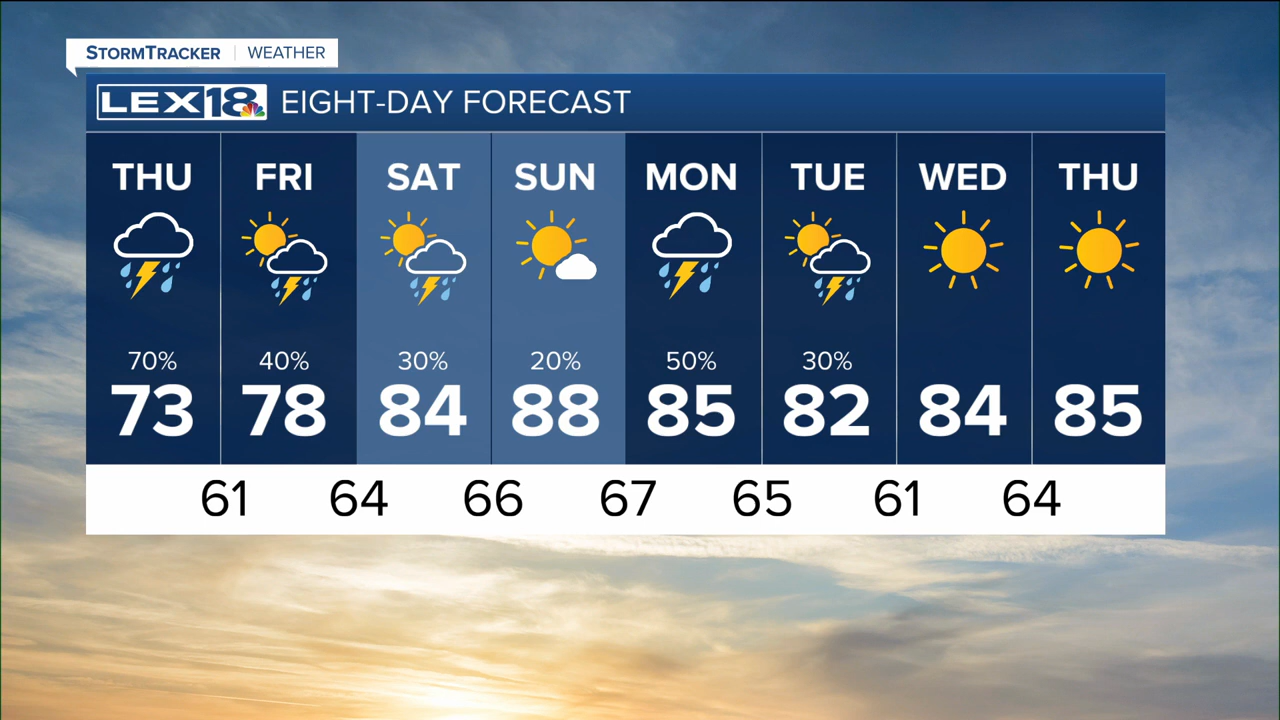 STORMTRACKER | WEATHER
LEX18 EIGHT-DAY FORECAST
THU FRI SAT SUN MON TUE WED THU
70% 40% 30% 20% 50% 30%
73 78 84 88 85 82 84 85
61 64 66 67 65 61 64